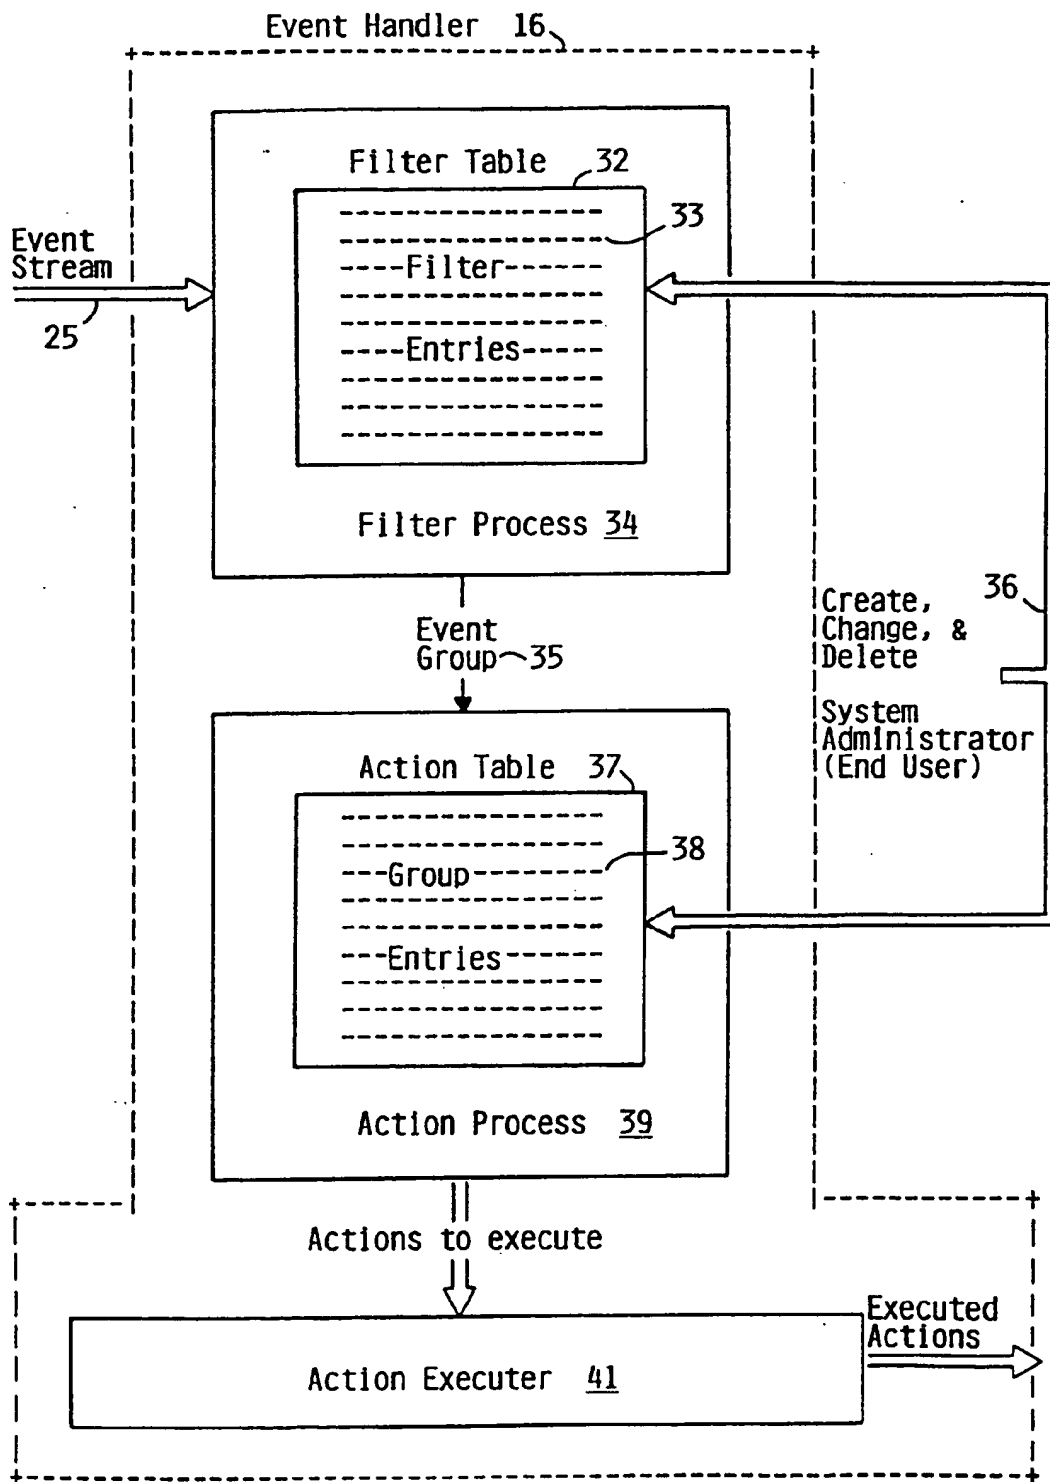 Event Handler 16
Filter Table 32
33
Filter
Entries
Event
Stream
25
Filter Process 34
Event
Group 35
Create,
Change, &
Delete
36
System
Administrator
(End User)
Action Table 37
38
Group
Entries
Action Process 39
Actions to execute
Executed
Actions
Action Executer 41